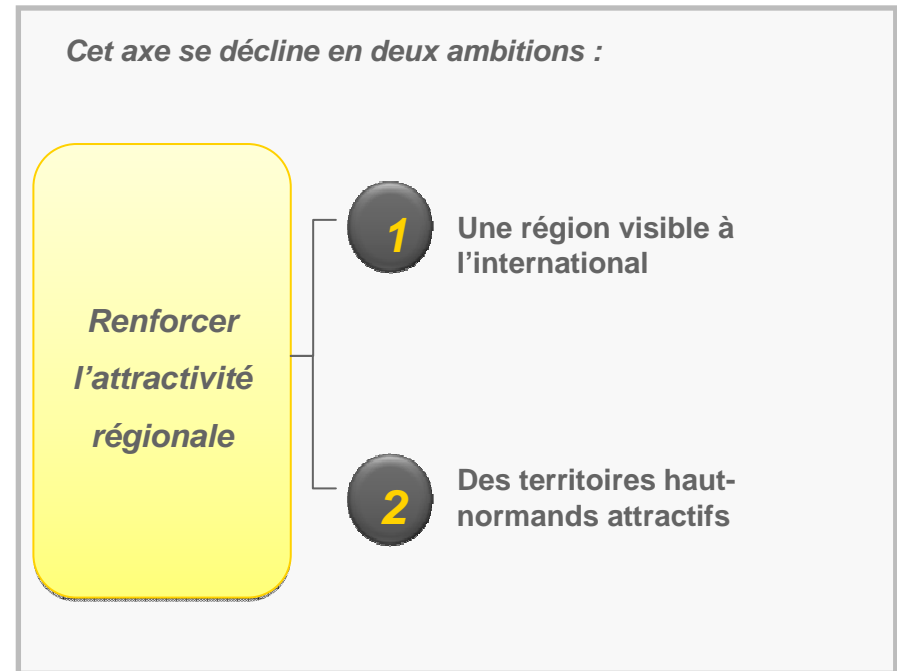 Cet axe se décline en deux ambitions :
Renforcer
l’attractivité
régionale
1
Une région visible à
l’international
2
Des territoires haut-
normands attractifs